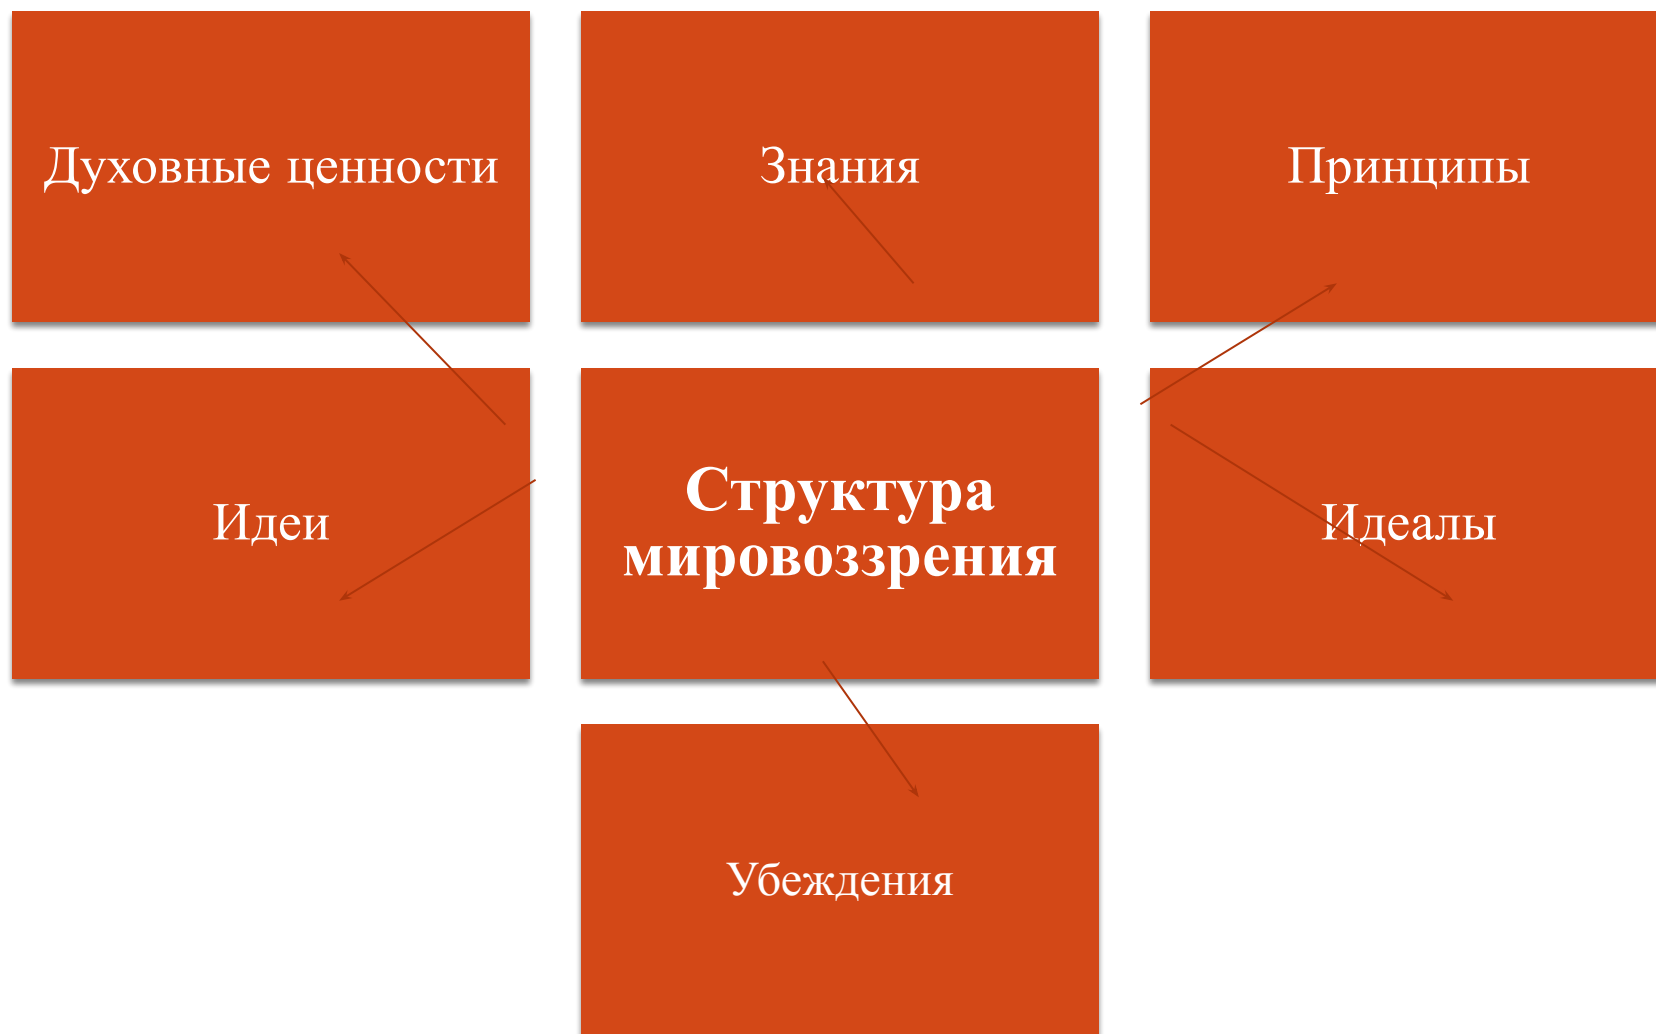 Духовные ценности
Знания
Принципы
Идеи
Структура
мировоззрения
Идеалы
Убеждения